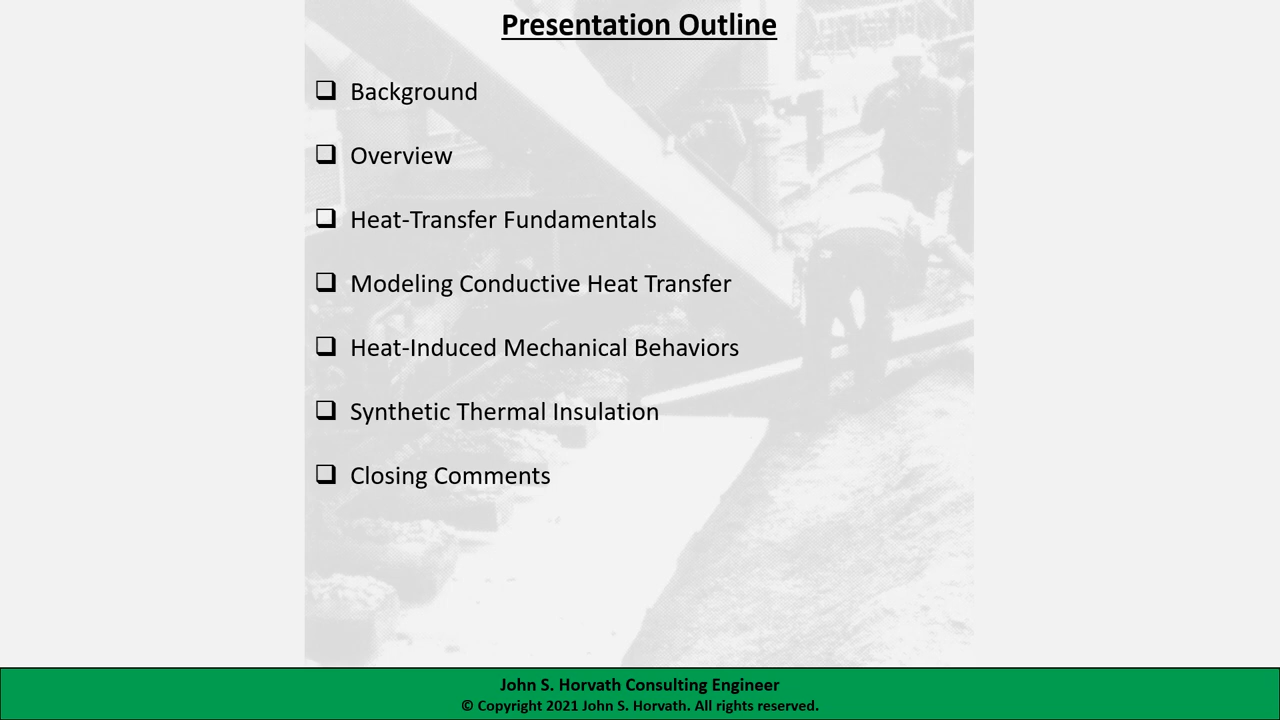 Presentation Outline
Background
Overview
Heat-Transfer Fundamentals
Modeling Conductive Heat Transfer
Heat-Induced Mechanical Behaviors
Synthetic Thermal Insulation
Closing Comments
John S. Horvath Consulting Engineer
© Copyright 2021 John S. Horvath. All rights reserved.